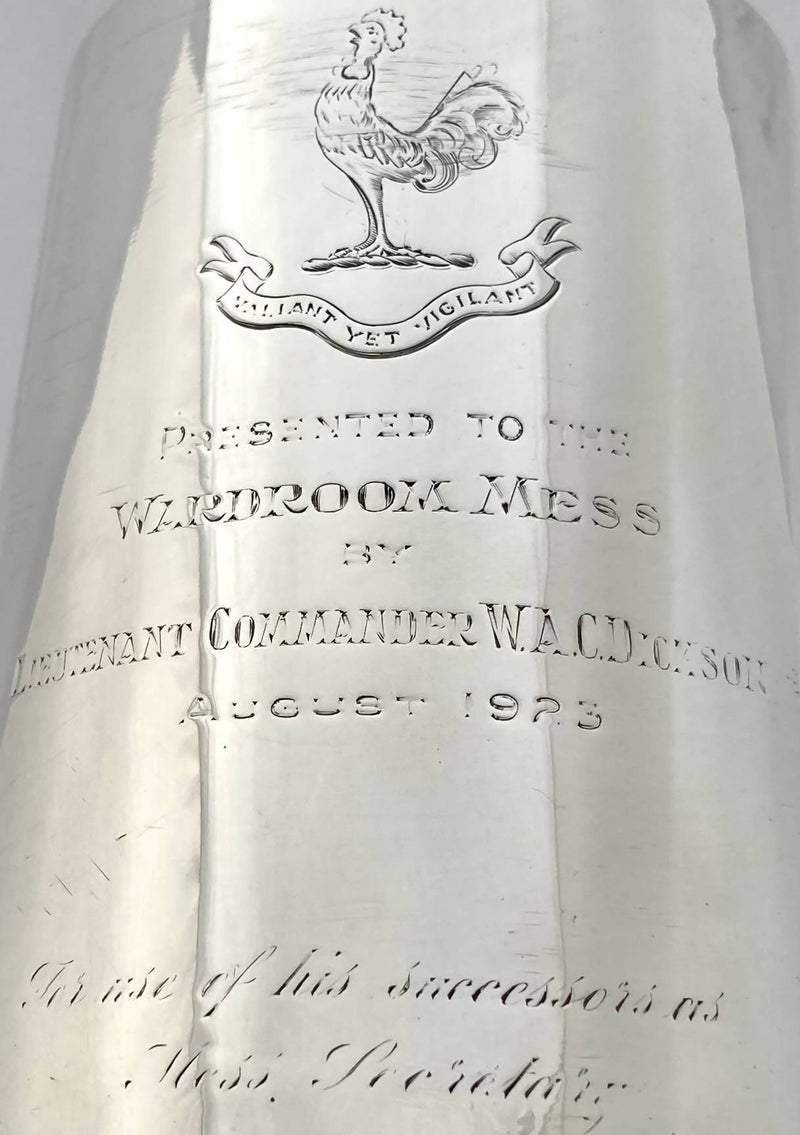 VALIANT YET VIGILANT
PRESENTED TO THE
WARDROOM MESS
BY
LIEUTENANT COMMANDER W.A.C. DICKSON
AUGUST 1923
For use of his successors as
Mess Secretary